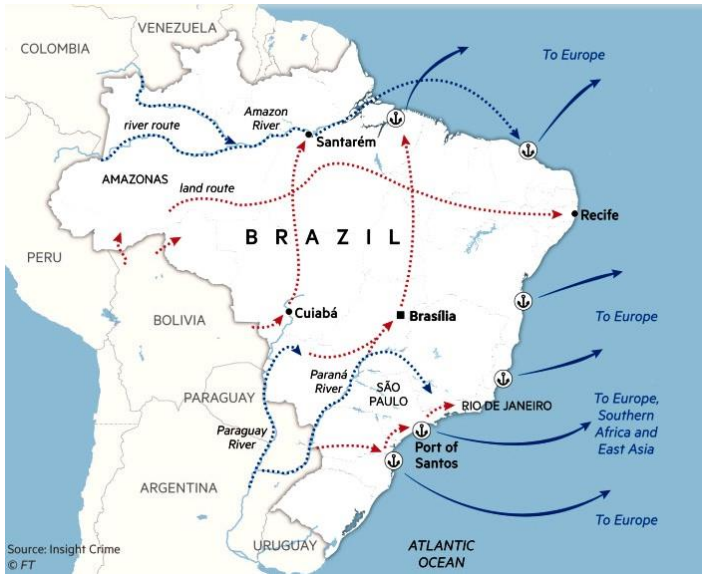 VENEZUELA
COLOMBIA
To Europe
Amazon
River
river route
Santarém
AMAZONAS
land route
Recife
BRAZIL
PERU
Cuiabá
Brasília
BOLIVIA
To Europe
Paraná
River
SÃO
PAULO
PARAGUAY
RIO DE JANEIRO
To Europe,
Southern
Africa and
East Asia
Paraguay
River
Port of
Santos
ARGENTINA
To Europe
URUGUAY
ATLANTIC
OCEAN
Source: Insight Crime
© FT